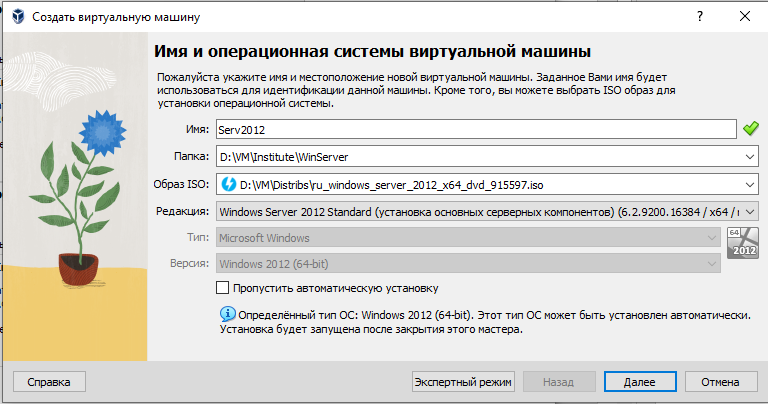 Создать виртуальную машину
Имя и операционная системы виртуальной машины
Пожалуйста укажите имя и местоположение новой виртуальной машины. Заданное Вами имя будет
использоваться для идентификации данной машины. Кроме того, вы можете выбрать ISO образ для
установки операционной системы.
Имя: Serv2012
Папка: D:\VM\Institute\WinServer
Образ ISO: D:\VM\Distribs\ru_windows_server_2012_x64_dvd_915597.iso
Редакция: Windows Server 2012 Standard (установка основных серверных компонентов) (6.2.9200.16384 / x64 /
Тип: Microsoft Windows
Версия: Windows 2012 (64-bit)
64
2012
Пропустить автоматическую установку
Определённый тип ОС: Windows 2012 (64-bit). Этот тип ОС может быть установлен автоматически.
Установка будет запущена после закрытия этого мастера.
Справка Экспертный режим Назад Далее Отмена